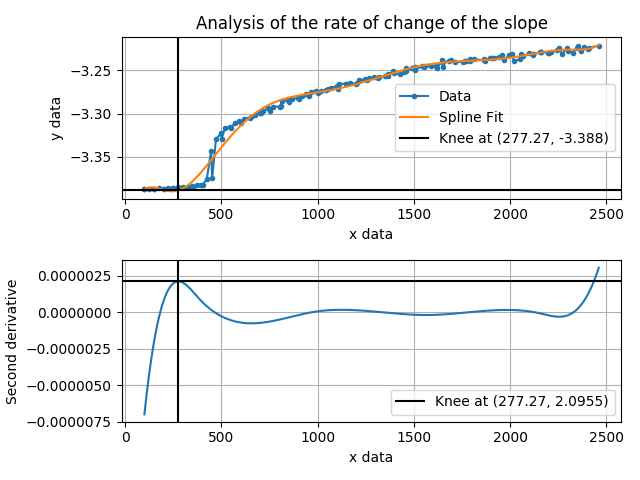 Analysis of the rate of change of the slope
y data
−3.25
−3.30
−3.35
Data
Spline Fit
Knee at (277.27, -3.388)
0 500 1000 1500 2000 2500
x data
Second derivative
0.0000025
0.0000000
−0.0000025
−0.0000050
−0.0000075
Knee at (277.27, 2.0955)
0 500 1000 1500 2000 2500
x data